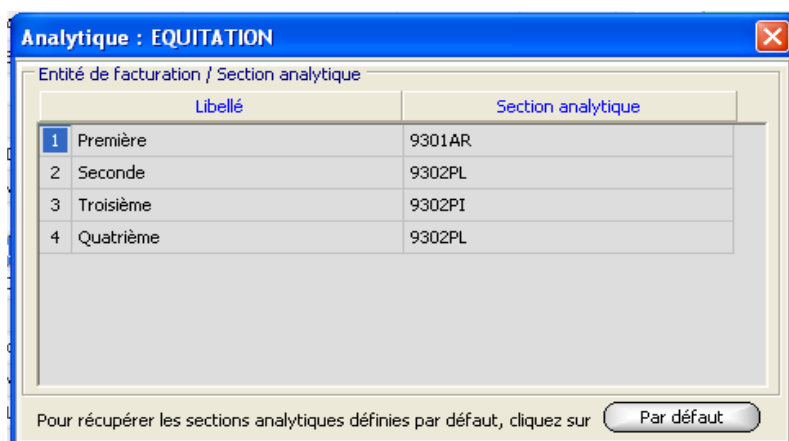 Analytique : EQUITATION
Entité de facturation / Section analytique
Libellé Section analytique
1 Première 9301AR
2 Seconde 9302PL
3 Troisième 9302PI
4 Quatrième 9302PL
Pour récupérer les sections analytiques définies par défaut, cliquez sur Par défaut